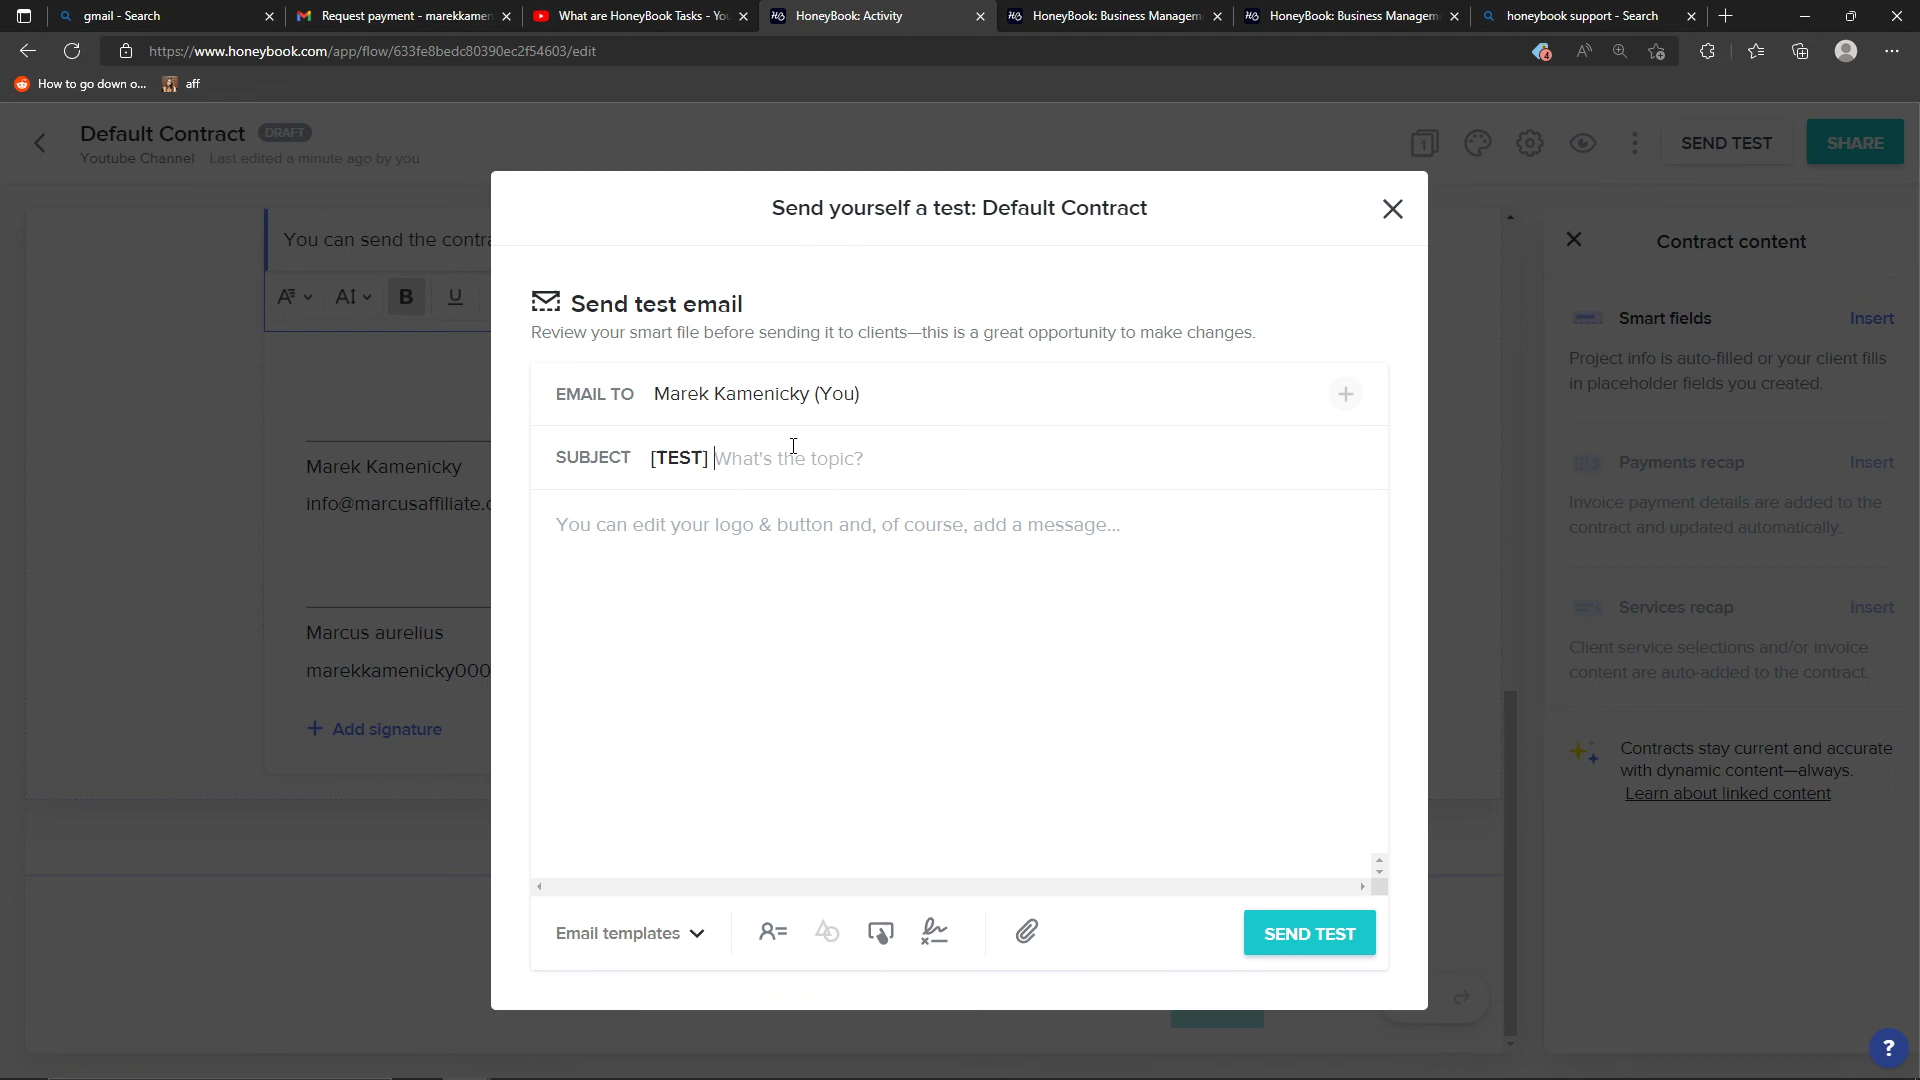 gmail - Search
Request payment - marekkamen
What are HoneyBook Tasks - You
HoneyBook: Activity
HoneyBook: Business Managem
HoneyBook: Business Managem
honeybook support - Search
https://www.honeybook.com/app/flow/633fe8bedc80390ec2f54603/edit
4
How to go down o...
aff
Default Contract DRAFT
Youtube Channel Last edited a minute ago by you
1
SEND TEST
SHARE
Send yourself a test: Default Contract
You can send the contra
B U
Marek Kamenicky
info@marcusaffiliate.c
Marcus aurelius
marekkamenicky000
+ Add signature
Send test email
Review your smart file before sending it to clients—this is a great opportunity to make changes.
EMAIL TO Marek Kamenicky (You)
SUBJECT [TEST] What's the topic?
You can edit your logo & button and, of course, add a message...
Email templates
SEND TEST
Contract content
Smart fields Insert
Project info is auto-filled or your client fills
in placeholder fields you created.
Payments recap Insert
Invoice payment details are added to the
contract and updated automatically.
Services recap Insert
Client service selections and/or invoice
content are auto-added to the contract.
Contracts stay current and accurate
with dynamic content—always.
Learn about linked content
?